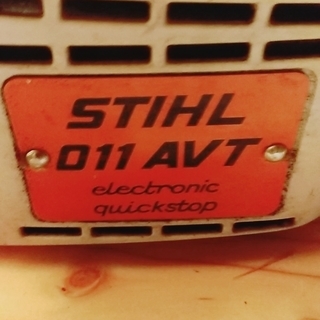 STIHL
011 AVT
electronic
quickstop